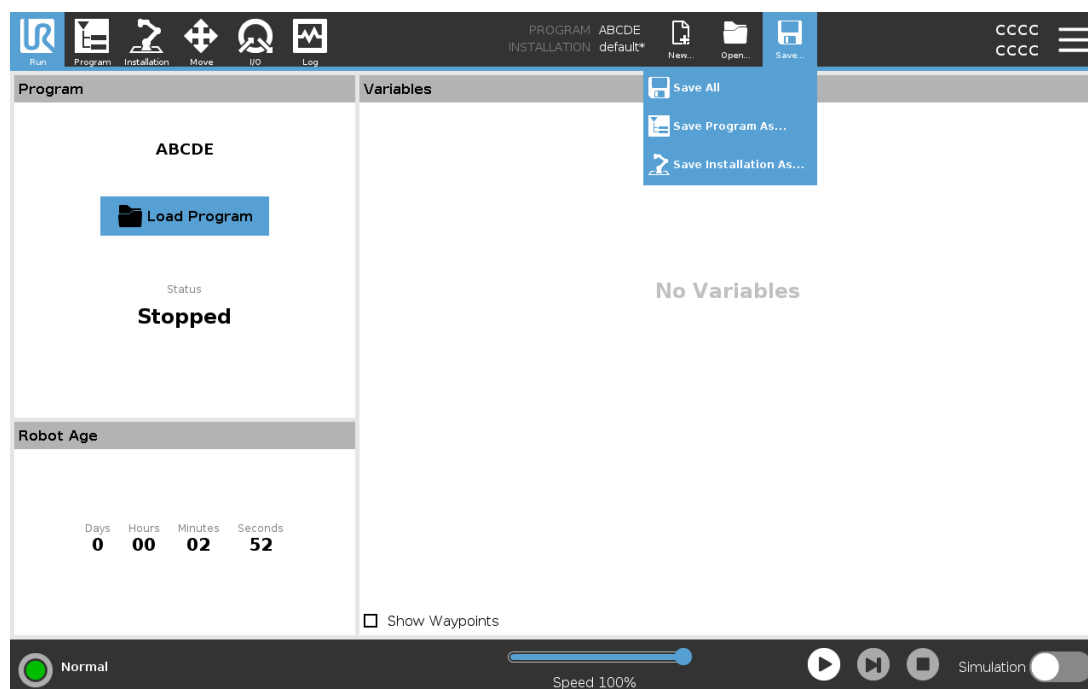 PROGRAM ABCDE
INSTALLATION default*
CCCC
CCCC
Run Program Installation Move I/O Log
New... Open... Save...
Program
Variables
Save All
Save Program As...
Save Installation As...
ABCDE
Load Program
Status
Stopped
No Variables
Robot Age
Days Hours Minutes Seconds
0 00 02 52
Show Waypoints
Normal
Speed 100%
Simulation